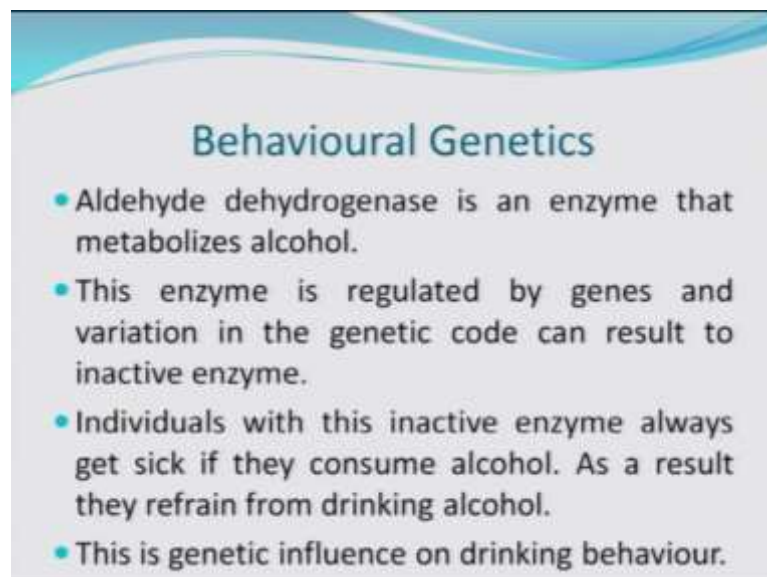 Behavioural Genetics
• Aldehyde dehydrogenase is an enzyme that
metabolizes alcohol.
• This enzyme is regulated by genes and
variation in the genetic code can result to
inactive enzyme.
• Individuals with this inactive enzyme always
get sick if they consume alcohol. As a result
they refrain from drinking alcohol.
• This is genetic influence on drinking behaviour.